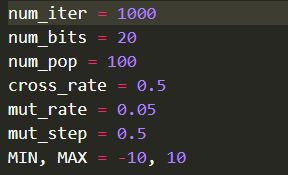 num_iter = 1000
num_bits = 20
num_pop = 100
cross_rate = 0.5
mut_rate = 0.05
mut_step = 0.5
MIN, MAX = -10, 10